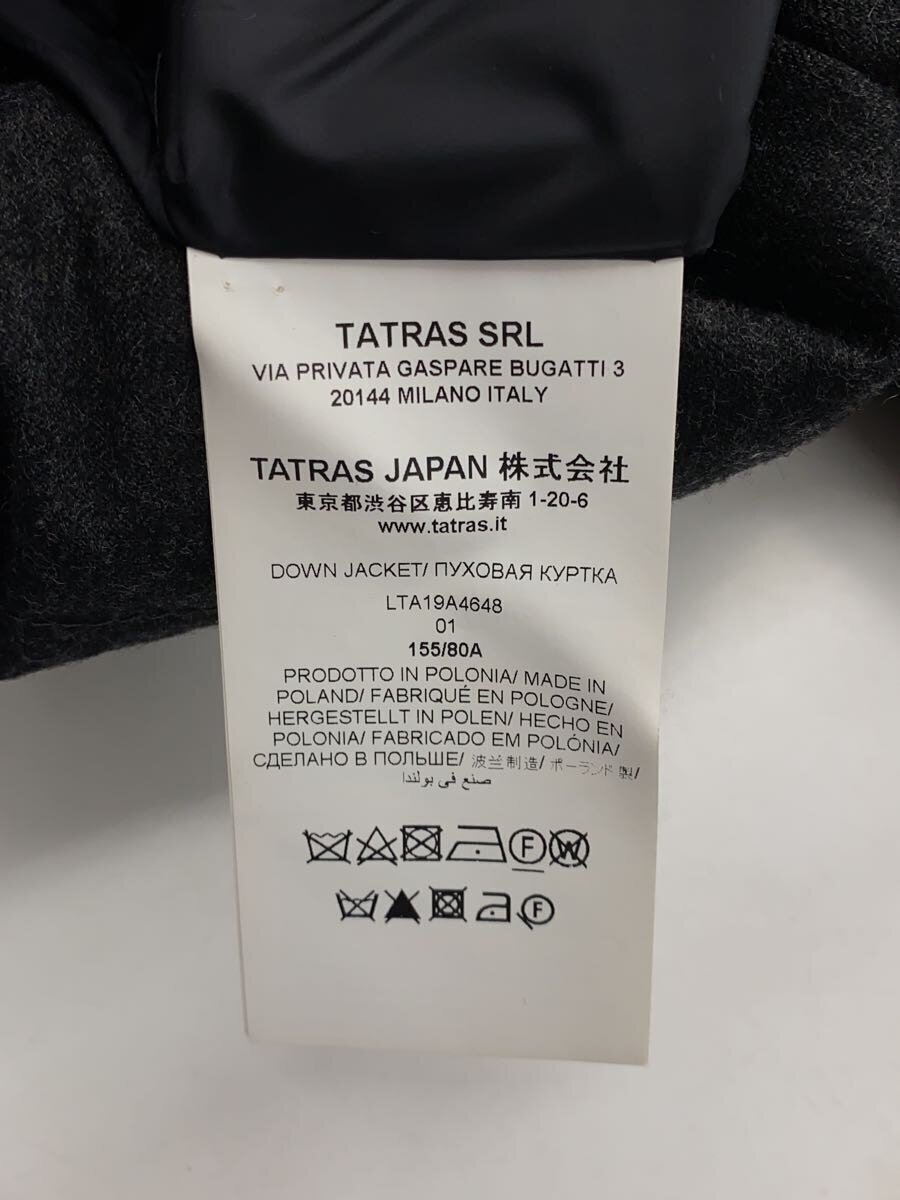 TATRAS SRL
VIA PRIVATA GASPARE BUGATTI 3
20144 MILANO ITALY
TATRAS JAPAN 株式会社
東京都渋谷区恵比寿南 1-20-6
www.tatras.it
DOWN JACKET/ ПУХОВАЯ КУРТКА
LTA19A4648
01
155/80A
PRODOTTO IN POLONIA/ MADE IN
POLAND/ FABRIQUÉ EN POLOGNE/
HERGESTELLT IN POLEN/ HECHO EN
POLONIA/ FABRICADO EM POLÓNIA/
СДЕЛАНО В ПОЛЬШЕ/ 波兰制造/ ポーランド製/
صنع في بولندا
F W
F